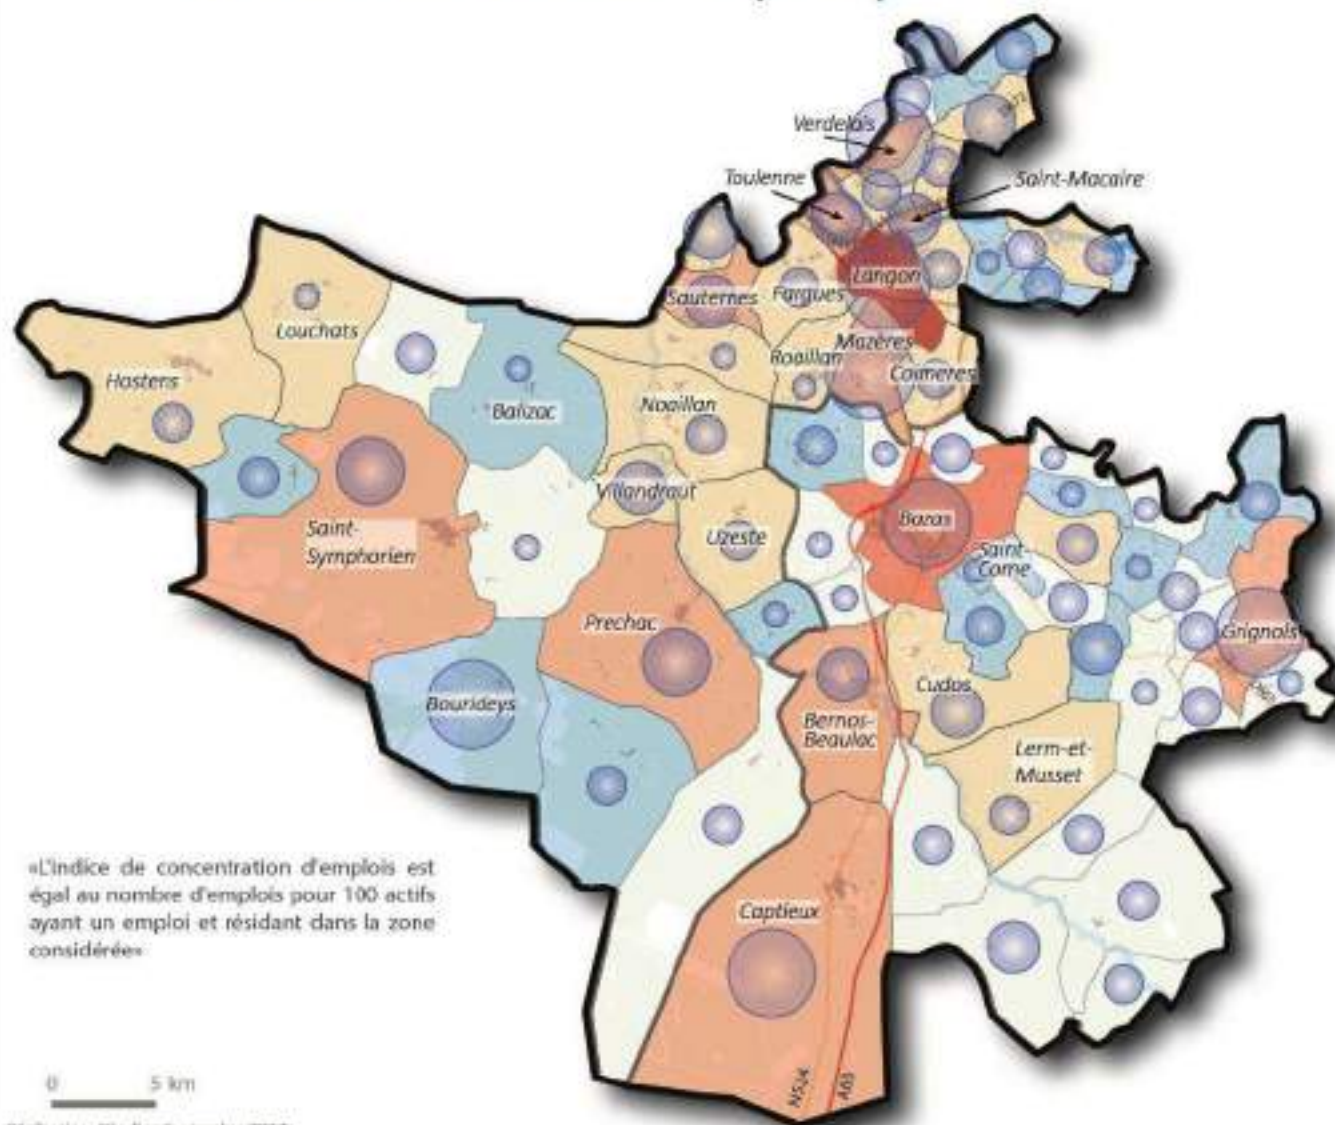 Verdelais
Toulenne
Saint-Macaire
Langon
Sauternes
Fargues
Louchats
Mazères
Roaillan
Coimeres
Hostens
Balizac
Noaillan
Villandraut
Bazas
Saint-
Symphorien
Uzeste
Saint-
Come
Prechac
Grignols
Bourideys
Cudos
Bernos-
Beaulac
Lerm-et-
Musset
«L'indice de concentration d'emplois est
égal au nombre d'emplois pour 100 actifs
ayant un emploi et résidant dans la zone
considérée»
Captieux
0 5 km
N524
A65